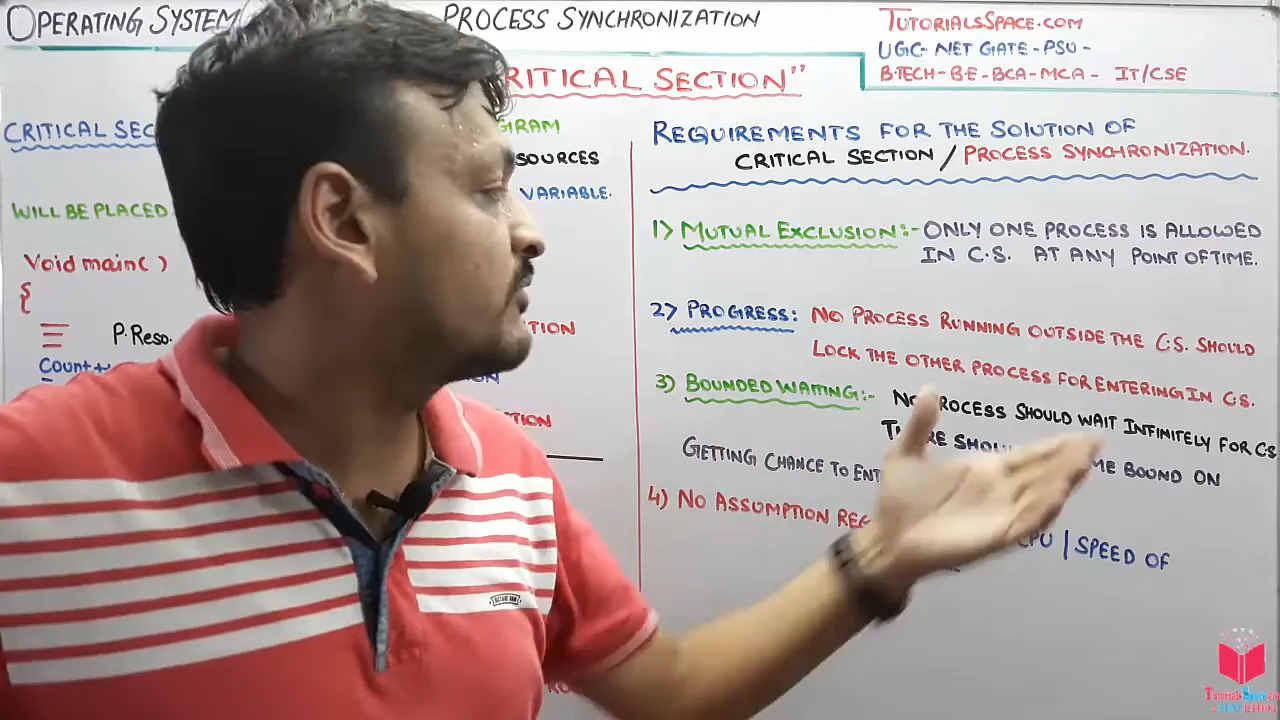 OPERATING SYSTEM
PROCESS SYNCHRONIZATION
TUTORIALSSPACE.COM
UGC-NET GATE-PSU-
B.TECH-B.E-BCA-MCA- IT/CSE
RITICAL SECTION"
CRITICAL SEC
GRAM
SOURCES
VARIABLE.
WILL BE PLACED
Void main( )
{
P. Reso.
Count+
TION
ON
CTION
REQUIREMENTS FOR THE SOLUTION OF
CRITICAL SECTION / PROCESS SYNCHRONIZATION.
1) MUTUAL EXCLUSION:- ONLY ONE PROCESS IS ALLOWED
IN C.S. AT ANY POINT OF TIME.
2) PROGRESS: NO PROCESS RUNNING OUTSIDE THE C.S. SHOULD
LOCK THE OTHER PROCESS FOR ENTERING IN C.S.
3) BOUNDED WAITING:- NO PROCESS SHOULD WAIT INFINITELY FOR CS
SHOU ME BOUND ON
GETTING CHANCE TO ENT
4) NO ASSUMPTION REG CPU | SPEED OF
TutorialsSpace.co